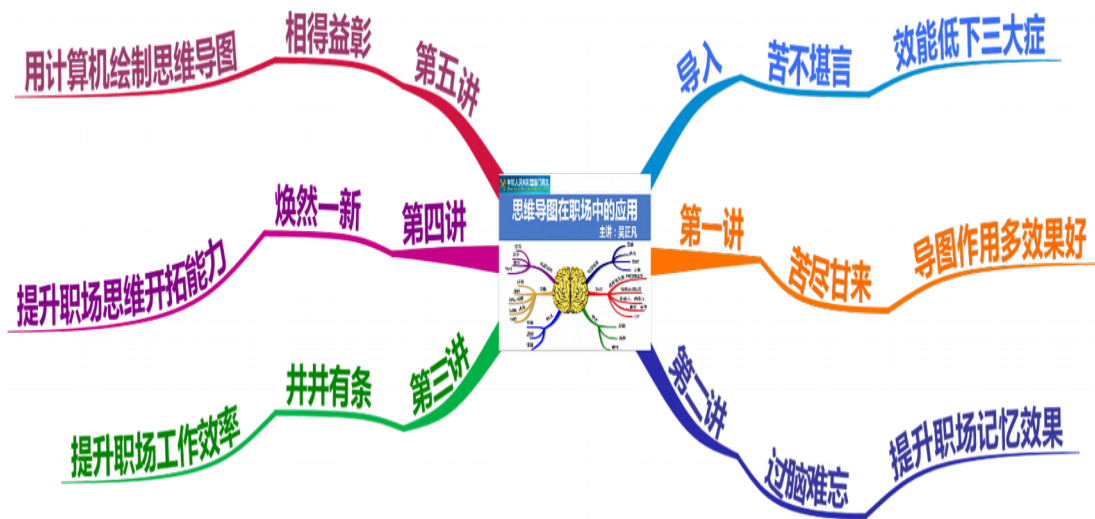 思维导图在职场中的应用
主讲：吴正凡
导入
苦不堪言
效能低下三大症
第一讲
苦尽甘来
导图作用多效果好
第二讲
过脑难忘
提升职场记忆效果
第三讲
井井有条
提升职场工作效率
第四讲
焕然一新
提升职场思维开拓能力
第五讲
相得益彰
用计算机绘制思维导图